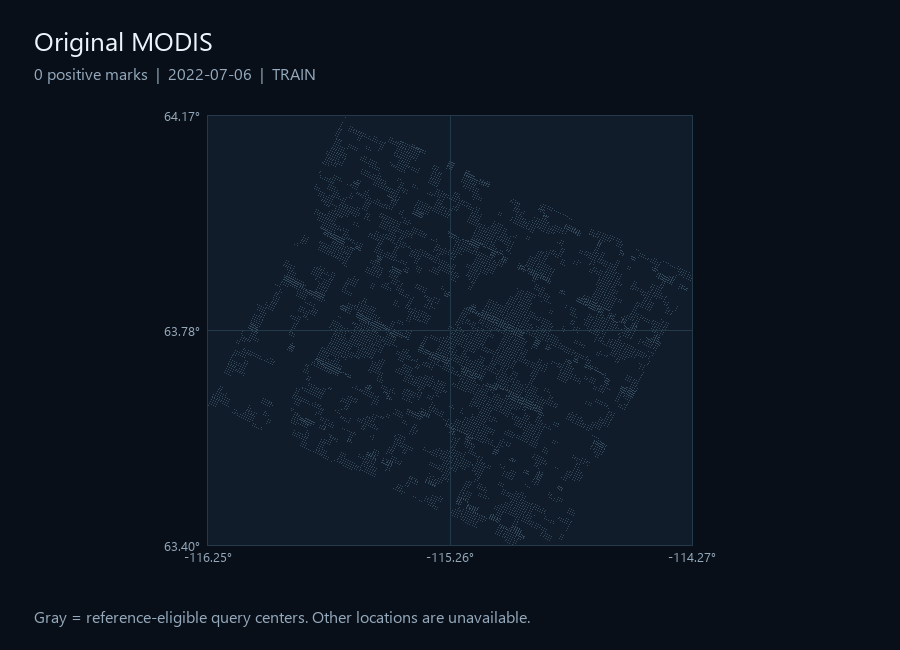 Original MODIS
0 positive marks | 2022-07-06 | TRAIN
64.17°
63.78°
63.40°
-116.25° -115.26° -114.27°
Gray = reference-eligible query centers. Other locations are unavailable.